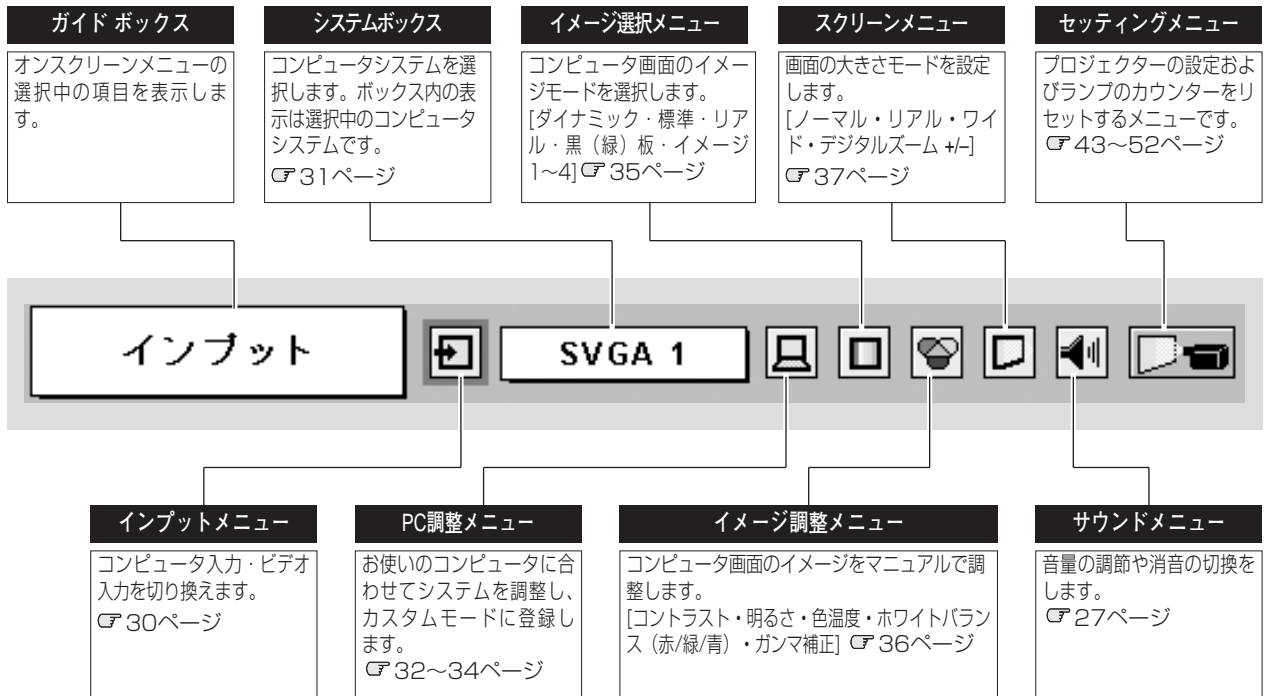 ガイド ボックス
オンスクリーンメニューの
選択中の項目を表示しま
す。
システムボックス
コンピュータシステムを選
択します。ボックス内の表
示は選択中のコンピュータ
システムです。
☞31ページ
イメージ選択メニュー
コンピュータ画面のイメー
ジモードを選択します。
[ダイナミック・標準・リア
ル・黒（緑）板・イメージ
1～4]☞35ページ
スクリーンメニュー
画面の大きさモードを設定
します。
[ノーマル・リアル・ワイ
ド・デジタルズーム +/–]
☞37ページ
セッティングメニュー
プロジェクターの設定およ
びランプのカウンターをリ
セットするメニューです。
☞43～52ページ
インプット
SVGA 1
インプットメニュー
コンピュータ入力・ビデオ
入力を切り換えます。
☞30ページ
PC調整メニュー
お使いのコンピュータに合
わせてシステムを調整し、
カスタムモードに登録し
ます。
☞32～34ページ
イメージ調整メニュー
コンピュータ画面のイメージをマニュアルで調
整します。
[コントラスト・明るさ・色温度・ホワイトバラン
ス（赤/緑/青）・ガンマ補正] ☞36ページ
サウンドメニュー
音量の調節や消音の切換を
します。
☞27ページ